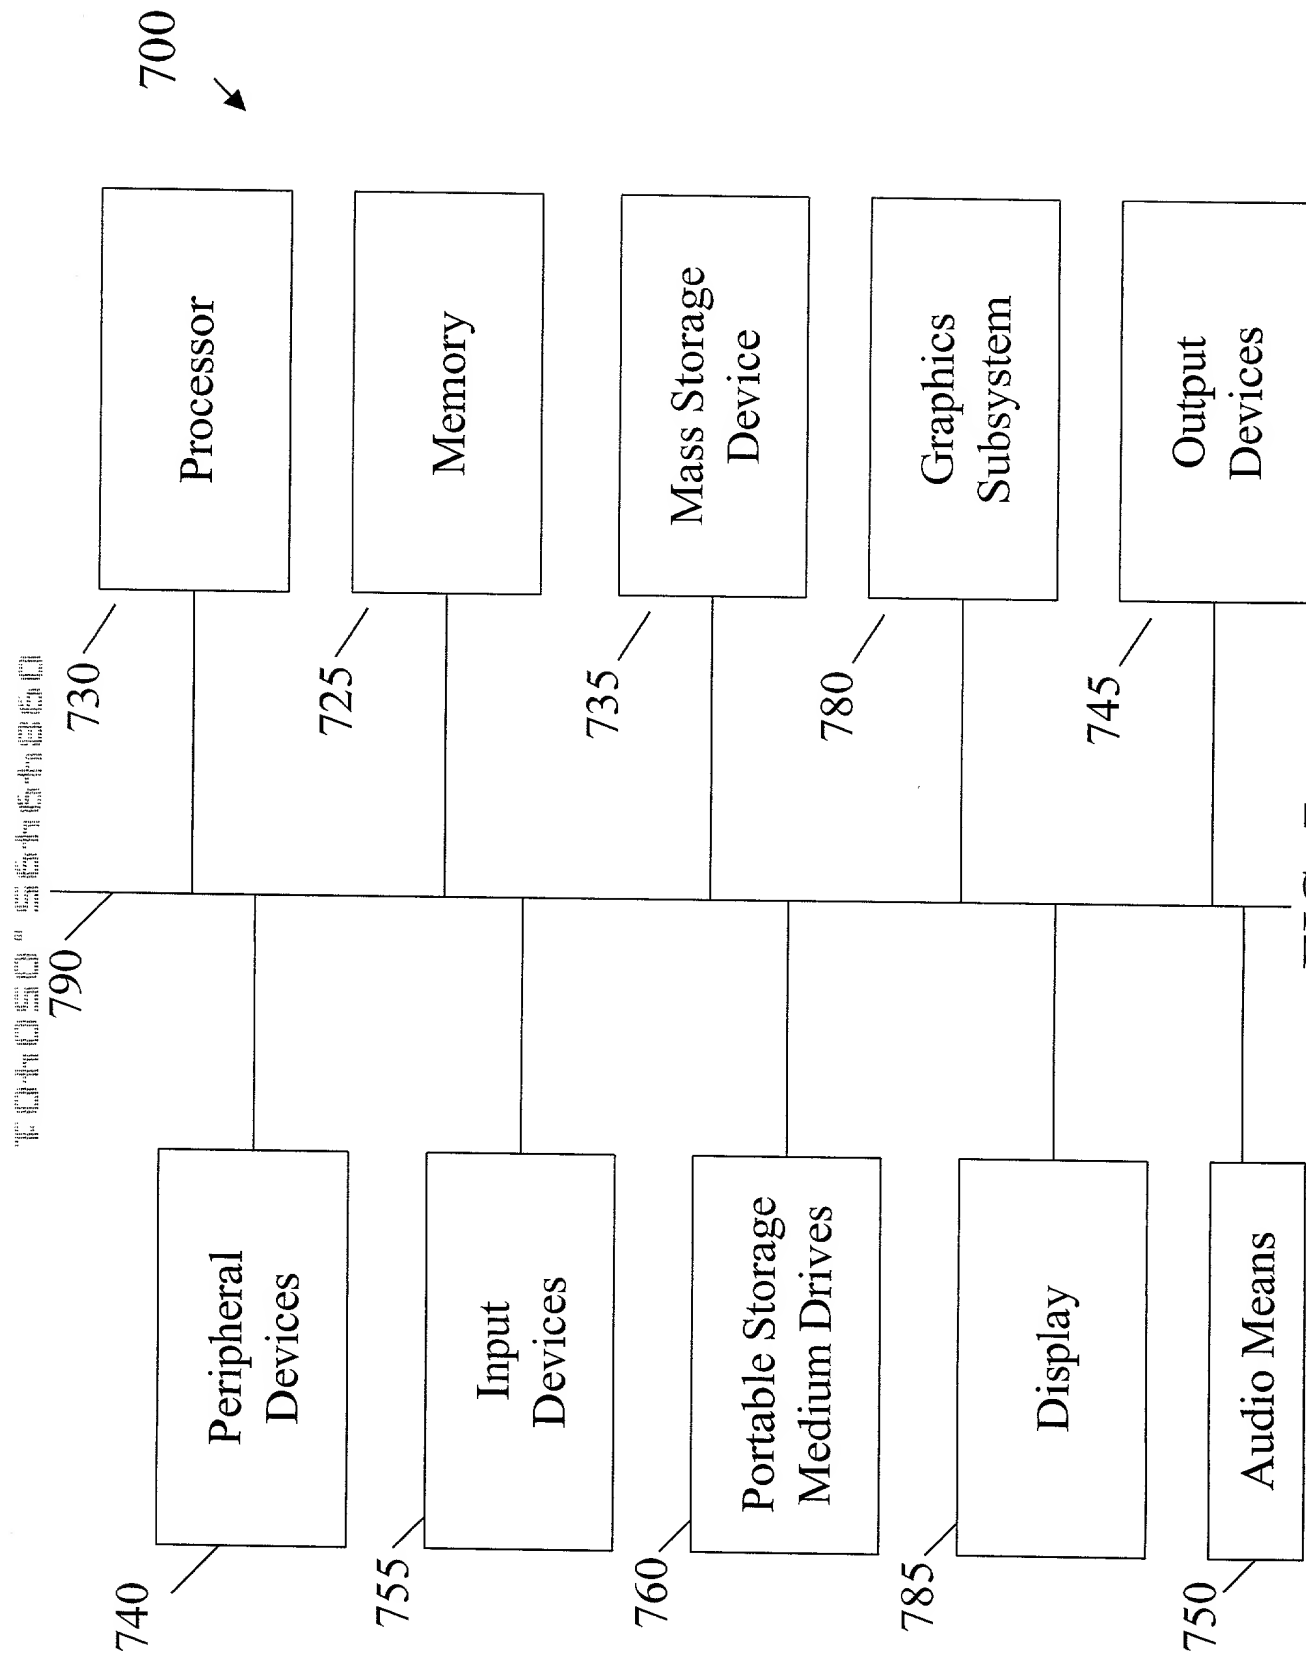 700
Processor
730
Memory
725
Mass Storage
Device
735
Graphics
Subsystem
780
Output
Devices
745
790
Peripheral
Devices
740
Input
Devices
755
Portable Storage
Medium Drives
760
Display
785
Audio Means
750